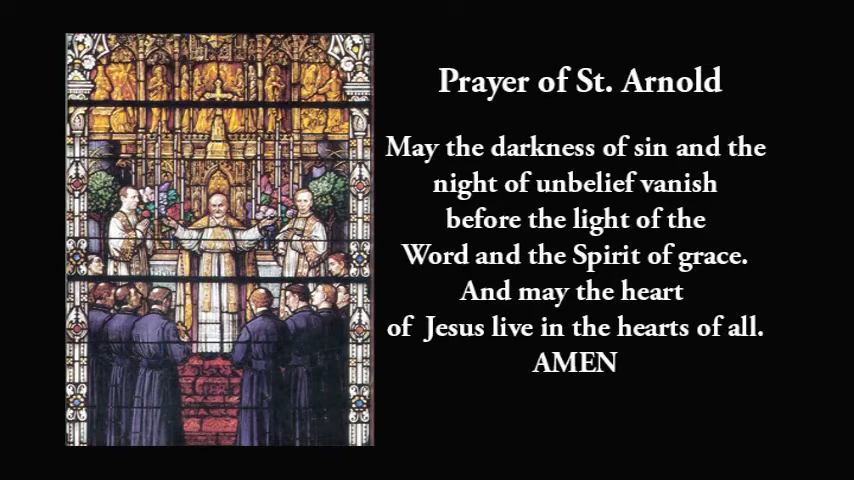 Prayer of St. Arnold
May the darkness of sin and the
night of unbelief vanish
before the light of the
Word and the Spirit of grace.
And may the heart
of Jesus live in the hearts of all.
AMEN